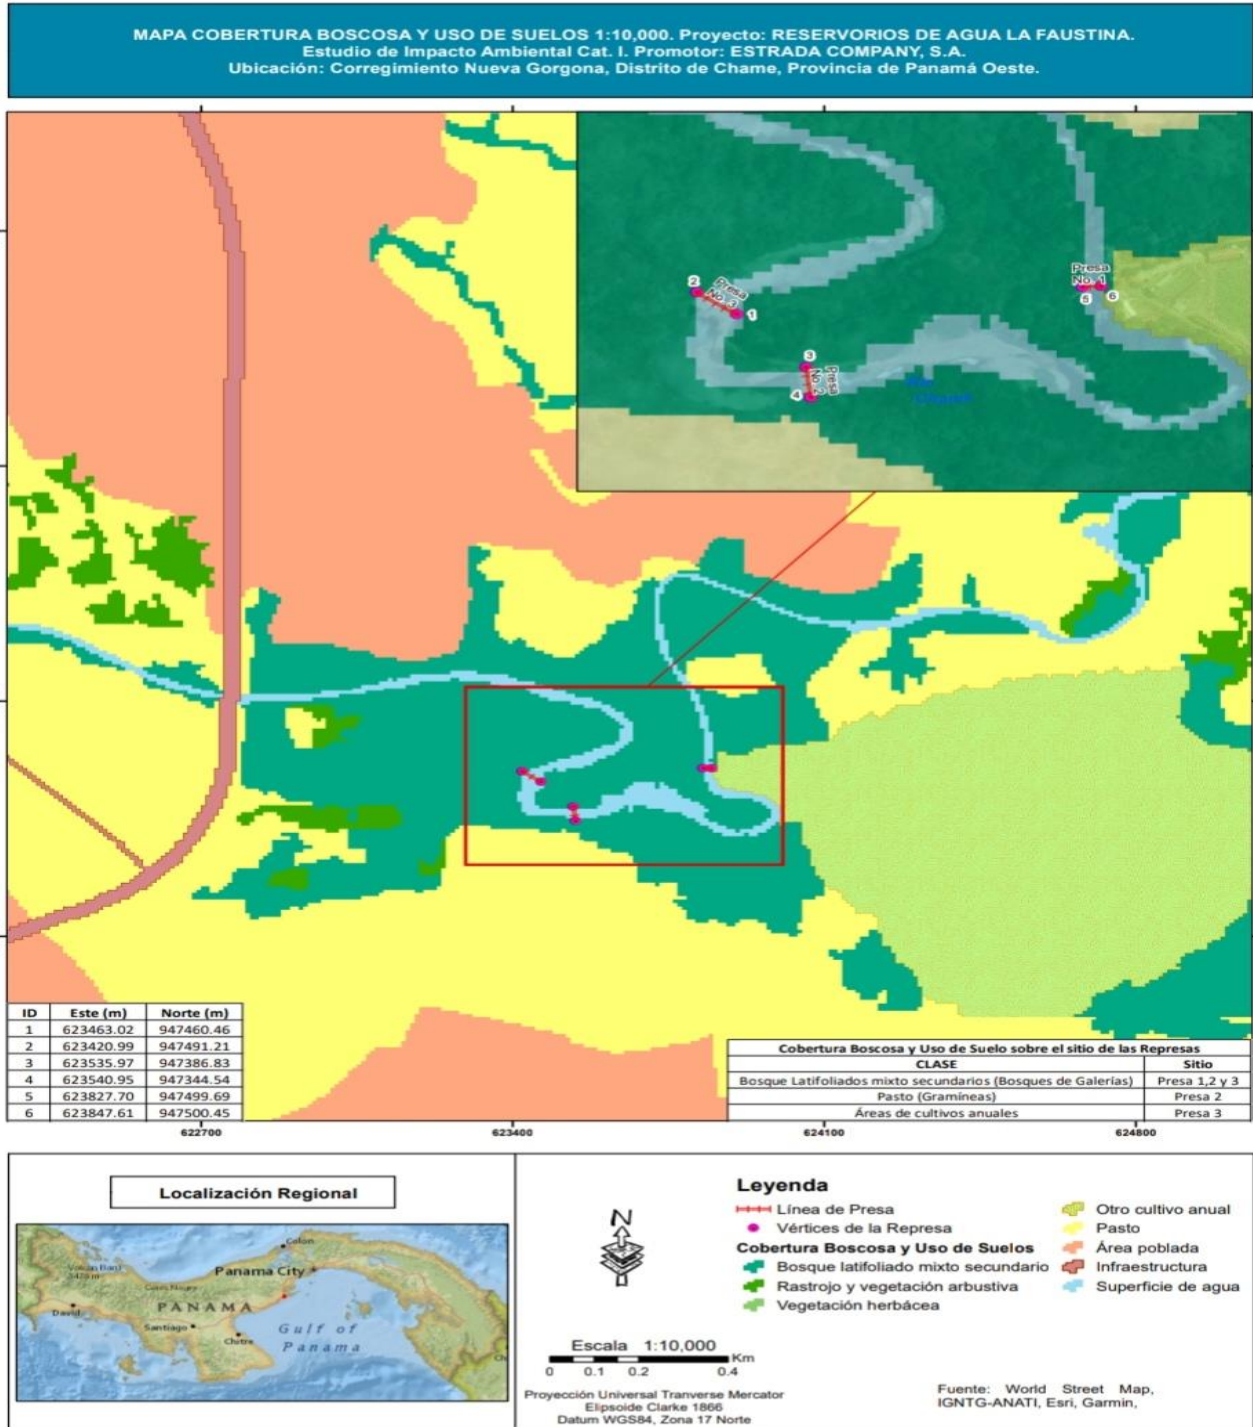 MAPA COBERTURA BOSCOSA Y USO DE SUELOS 1:10,000. Proyecto: RESERVORIOS DE AGUA LA FAUSTINA.
Estudio de Impacto Ambiental Cat. I. Promotor: ESTRADA COMPANY, S.A.
Ubicación: Corregimiento Nueva Gorgona, Distrito de Chame, Provincia de Panamá Oeste.
2
Presa
No. 3
1
Presa
No. 1
5
6
3
Presa
No. 2
4
ID Este (m) Norte (m)
1 623463.02 947460.46
2 623420.99 947491.21
3 623535.97 947386.83
4 623540.95 947344.54
5 623827.70 947499.69
6 623847.61 947500.45
Cobertura Boscosa y Uso de Suelo sobre el sitio de las Represas
CLASE Sitio
Bosque Latifoliados mixto secundarios (Bosques de Galerías) Presa 1,2 y 3
Pasto (Gramíneas) Presa 2
Áreas de cultivos anuales Presa 3
622700 623400 624100 624800
Localización Regional
Colon
Panama City
PANAMA
David
Santiago
Chitre
Gulf of
Panama
N
Escala 1:10,000
Km
0 0.1 0.2 0.4
Proyección Universal Tranverse Mercator
Elipsoide Clarke 1866
Datum WGS84, Zona 17 Norte
Leyenda
Línea de Presa
Vértices de la Represa
Cobertura Boscosa y Uso de Suelos
Bosque latifoliado mixto secundario
Rastrojo y vegetación arbustiva
Vegetación herbácea
Otro cultivo anual
Pasto
Área poblada
Infraestructura
Superficie de agua
Fuente: World Street Map,
IGNTG-ANATI, Esri, Garmin,